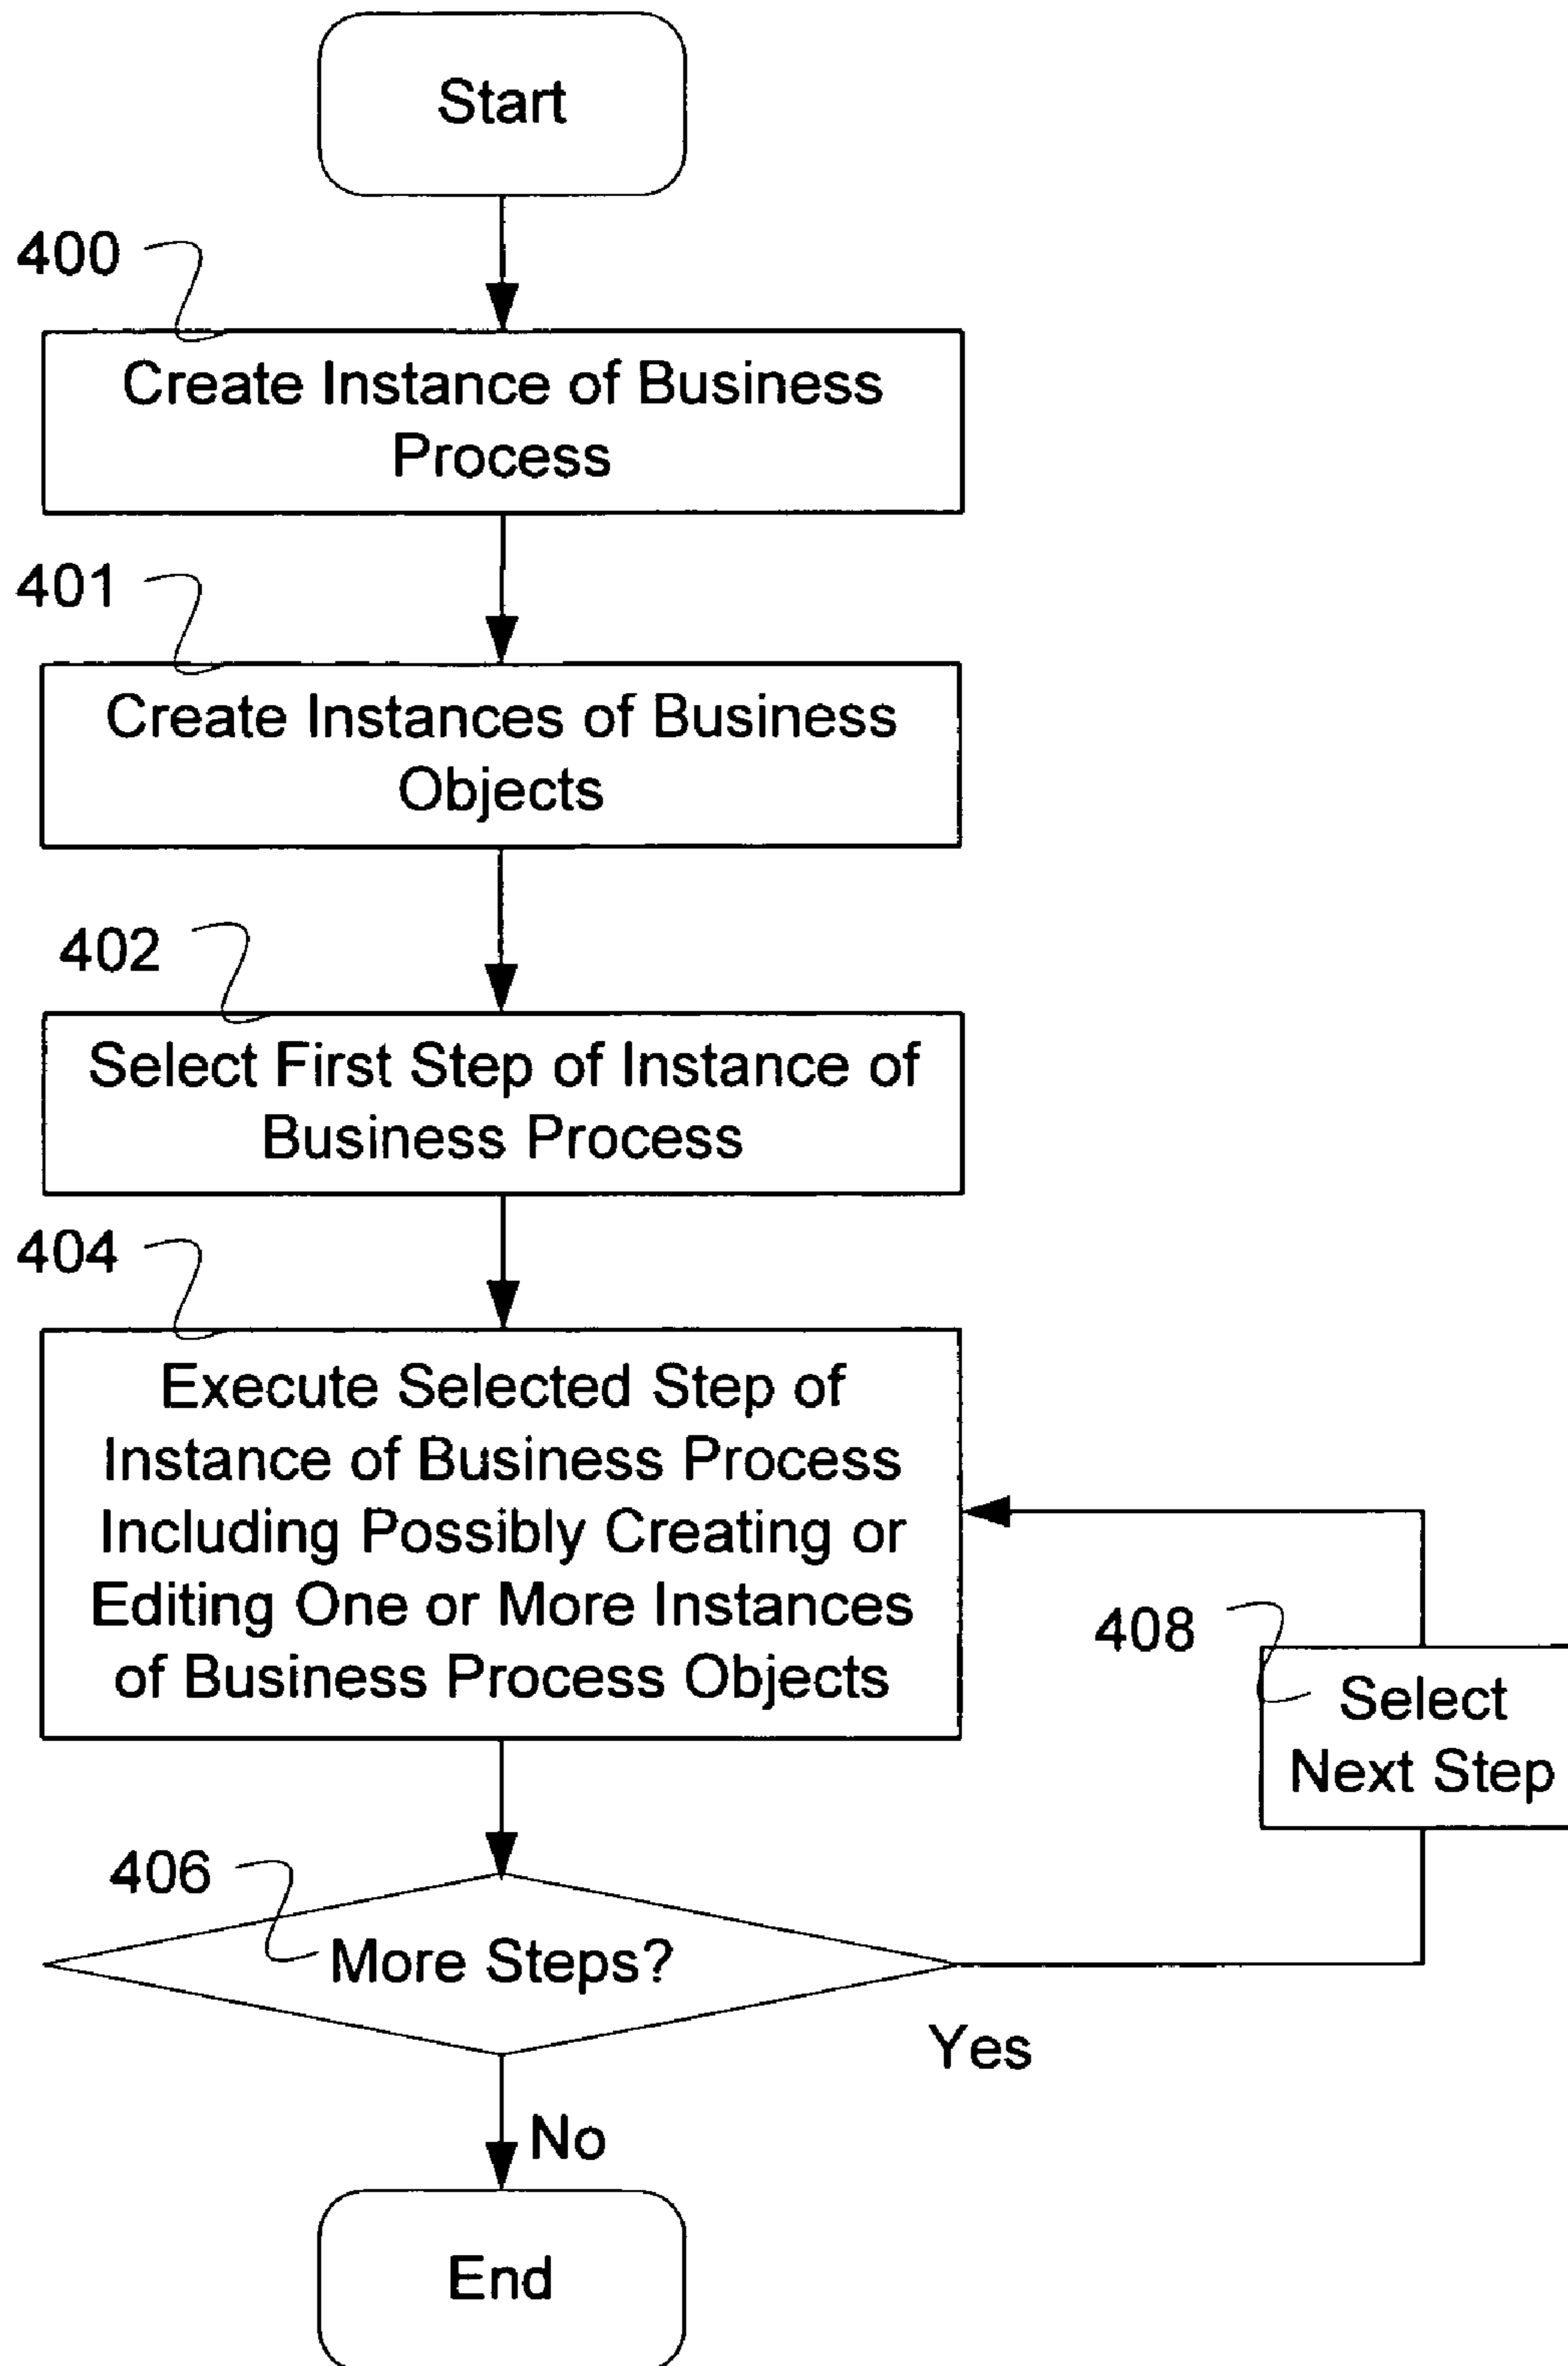 Start
400
Create Instance of Business
Process
401
Create Instances of Business
Objects
402
Select First Step of Instance of
Business Process
404
Execute Selected Step of
Instance of Business Process
Including Possibly Creating or
Editing One or More Instances
of Business Process Objects
408
Select
Next Step
406
More Steps?
Yes
No
End